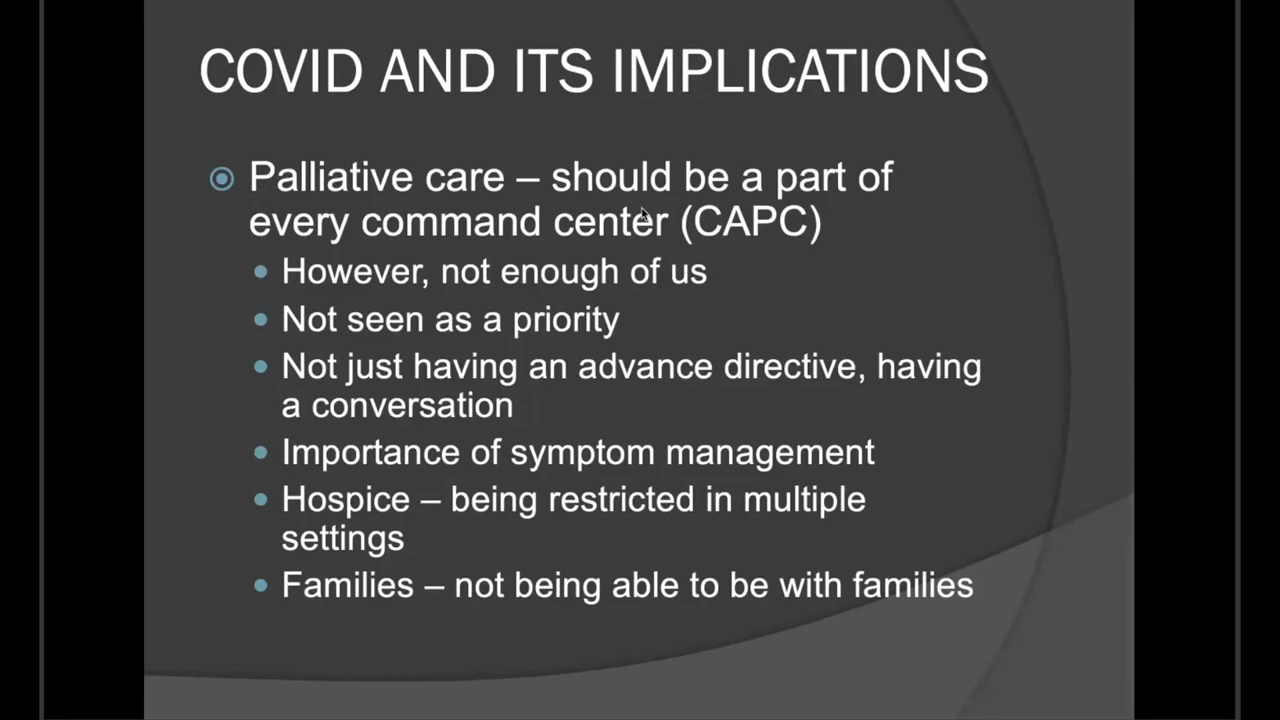 COVID AND ITS IMPLICATIONS
Palliative care – should be a part of
every command center (CAPC)
However, not enough of us
Not seen as a priority
Not just having an advance directive, having
a conversation
Importance of symptom management
Hospice – being restricted in multiple
settings
Families – not being able to be with families